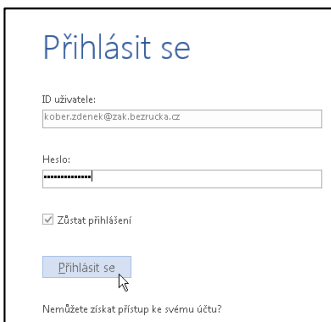 Přihlásit se
ID uživatele:
kober.zdenek@zak.bezrucka.cz
Heslo:
••••••••••••••
Zůstat přihlášení
Přihlásit se
Nemůžete získat přístup ke svému účtu?